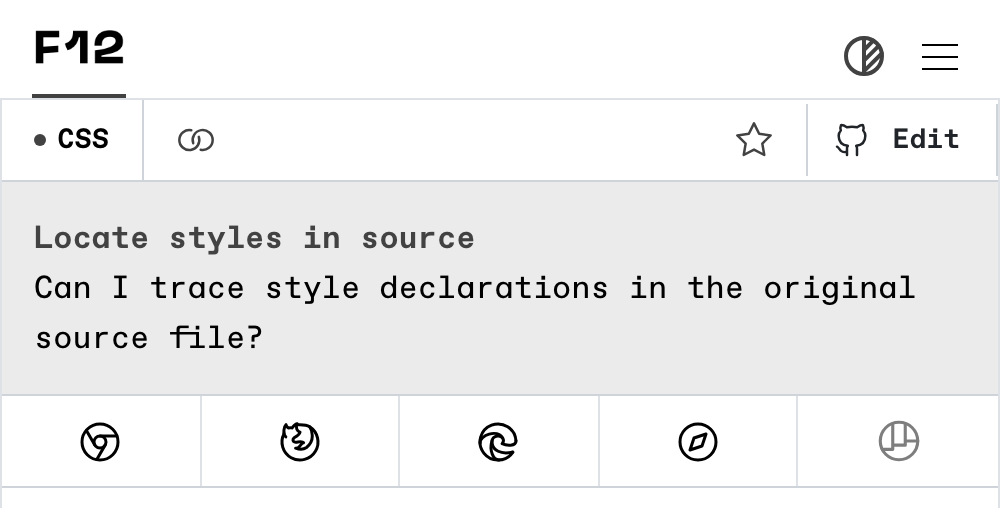 F12
CSS
Edit
Locate styles in source
Can I trace style declarations in the original
source file?